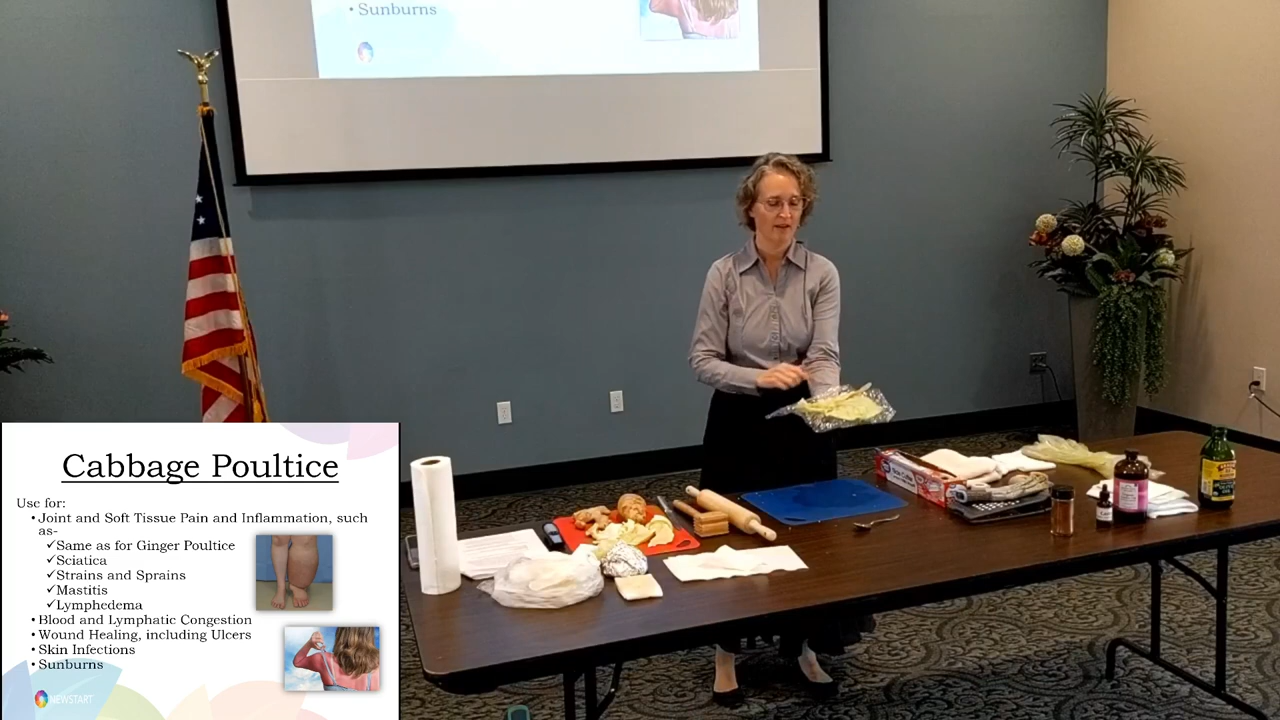 • Sunburns
Cabbage Poultice
Use for:
• Joint and Soft Tissue Pain and Inflammation, such
as-
✓Same as for Ginger Poultice
✓Sciatica
✓Strains and Sprains
✓Mastitis
✓Lymphedema
• Blood and Lymphatic Congestion
• Wound Healing, including Ulcers
• Skin Infections
• Sunburns
NEWSTART